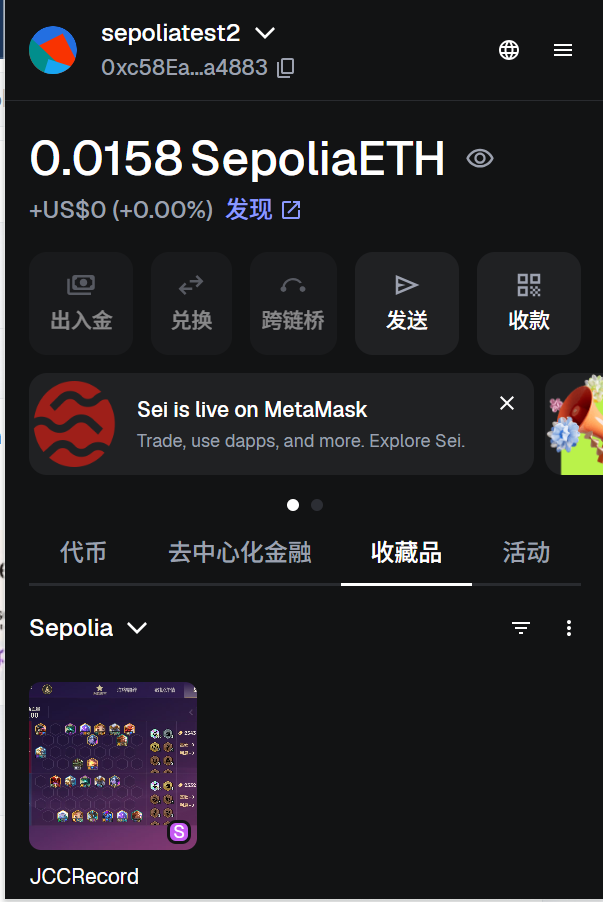 sepoliatest2
0xc58Ea...a4883
0.0158 SepoliaETH
+US$0 (+0.00%) 发现
出入金 兑换 跨链桥 发送 收款
Sei is live on MetaMask
Trade, use dapps, and more. Explore Sei.
代币 去中心化金融 收藏品 活动
Sepolia
S
JCCRecord